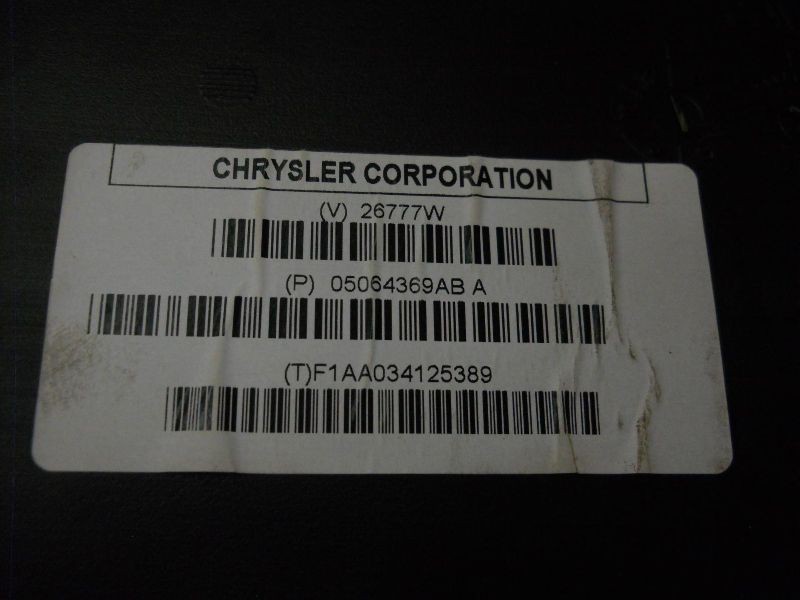 CHRYSLER CORPORATION
(V) 26777W
(P) 05064369AB A
(T)F1AA034125389